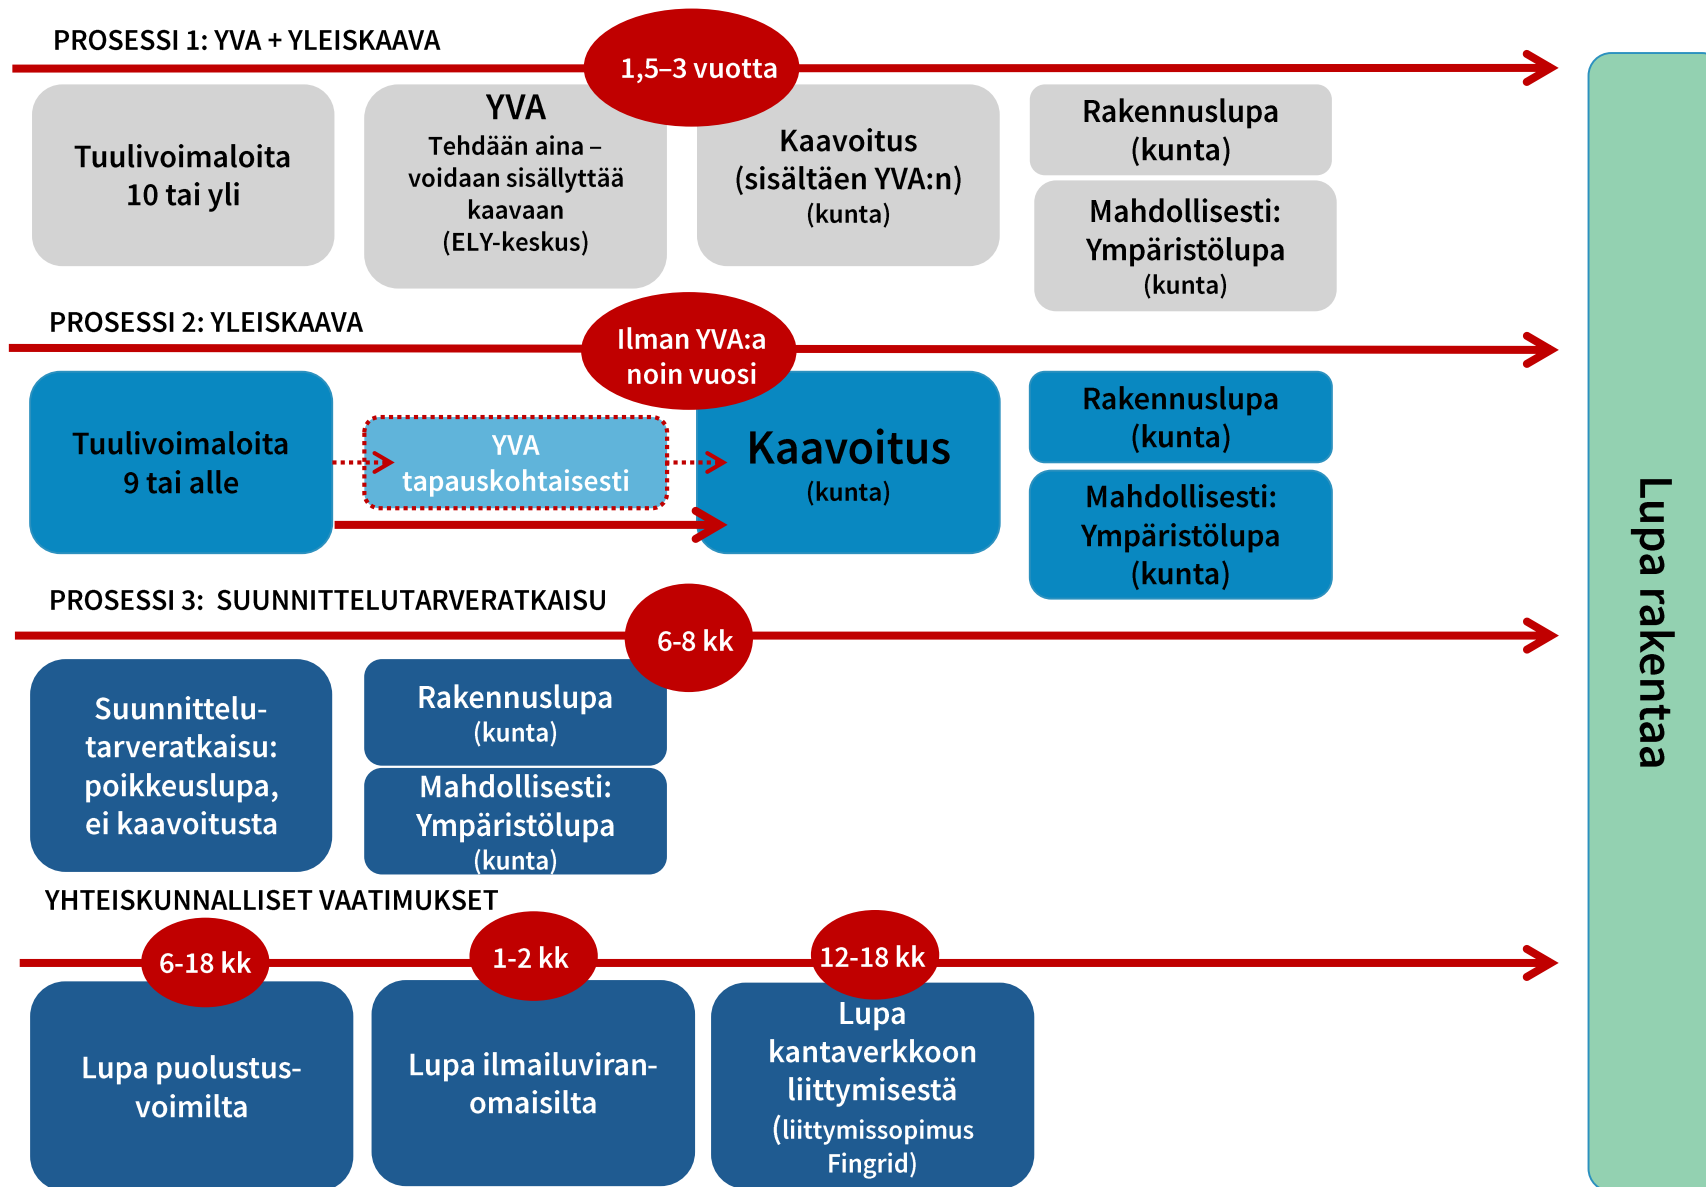 PROSESSI 1: YVA + YLEISKAAVA
1,5–3 vuotta
Tuulivoimaloita
10 tai yli
YVA
Tehdään aina –
voidaan sisällyttää
kaavaan
(ELY-keskus)
Kaavoitus
(sisältäen YVA:n)
(kunta)
Rakennuslupa
(kunta)
Mahdollisesti:
Ympäristölupa
(kunta)
PROSESSI 2: YLEISKAAVA
Ilman YVA:a
noin vuosi
Tuulivoimaloita
9 tai alle
YVA
tapauskohtaisesti
Kaavoitus
(kunta)
Rakennuslupa
(kunta)
Mahdollisesti:
Ympäristölupa
(kunta)
PROSESSI 3: SUUNNITTELUTARVERATKAISU
6-8 kk
Suunnittelu-
tarveratkaisu:
poikkeuslupa,
ei kaavoitusta
Rakennuslupa
(kunta)
Mahdollisesti:
Ympäristölupa
(kunta)
YHTEISKUNNALLISET VAATIMUKSET
6-18 kk
1-2 kk
12-18 kk
Lupa puolustus-
voimilta
Lupa ilmailuviran-
omaisilta
Lupa
kantaverkkoon
liittymisestä
(liittymissopimus
Fingrid)
Lupa rakentaa